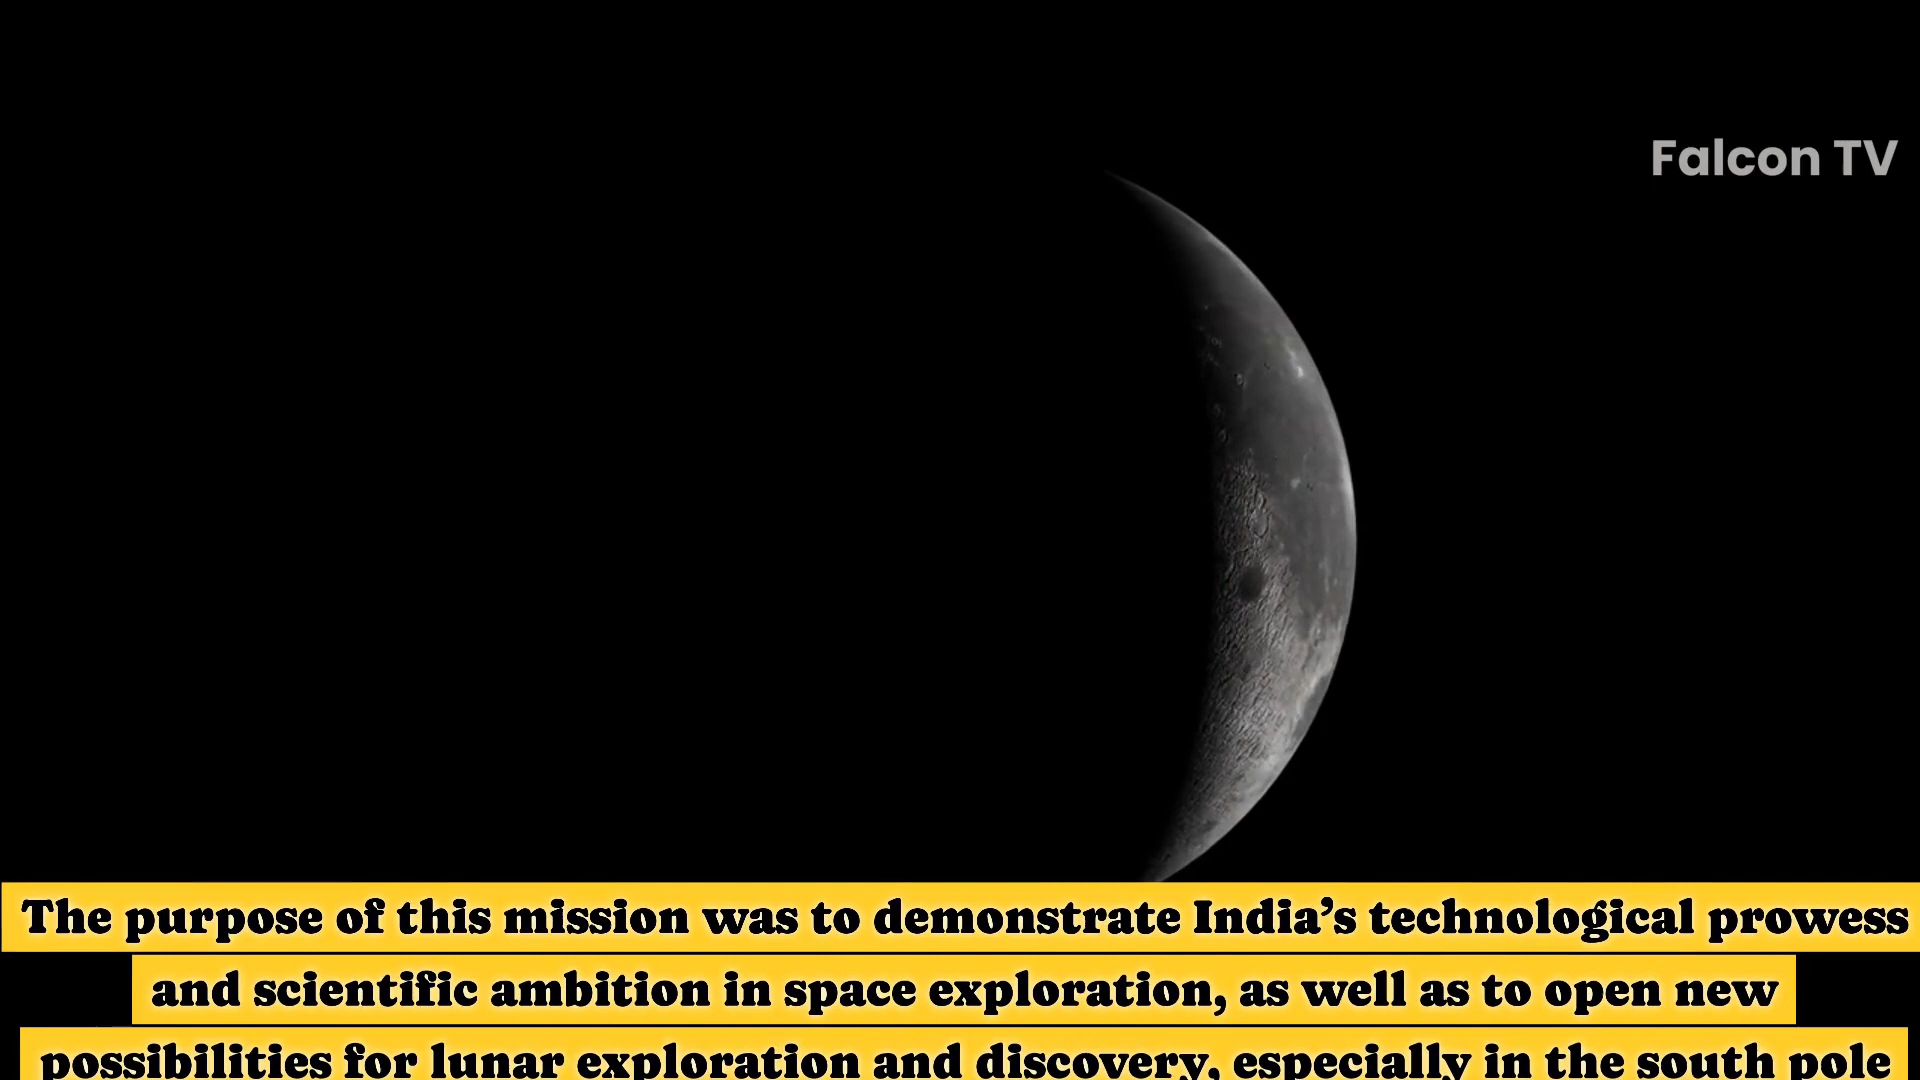 Falcon TV
The purpose of this mission was to demonstrate India’s technological prowess
and scientific ambition in space exploration, as well as to open new
possibilities for lunar exploration and discovery, especially in the south pole